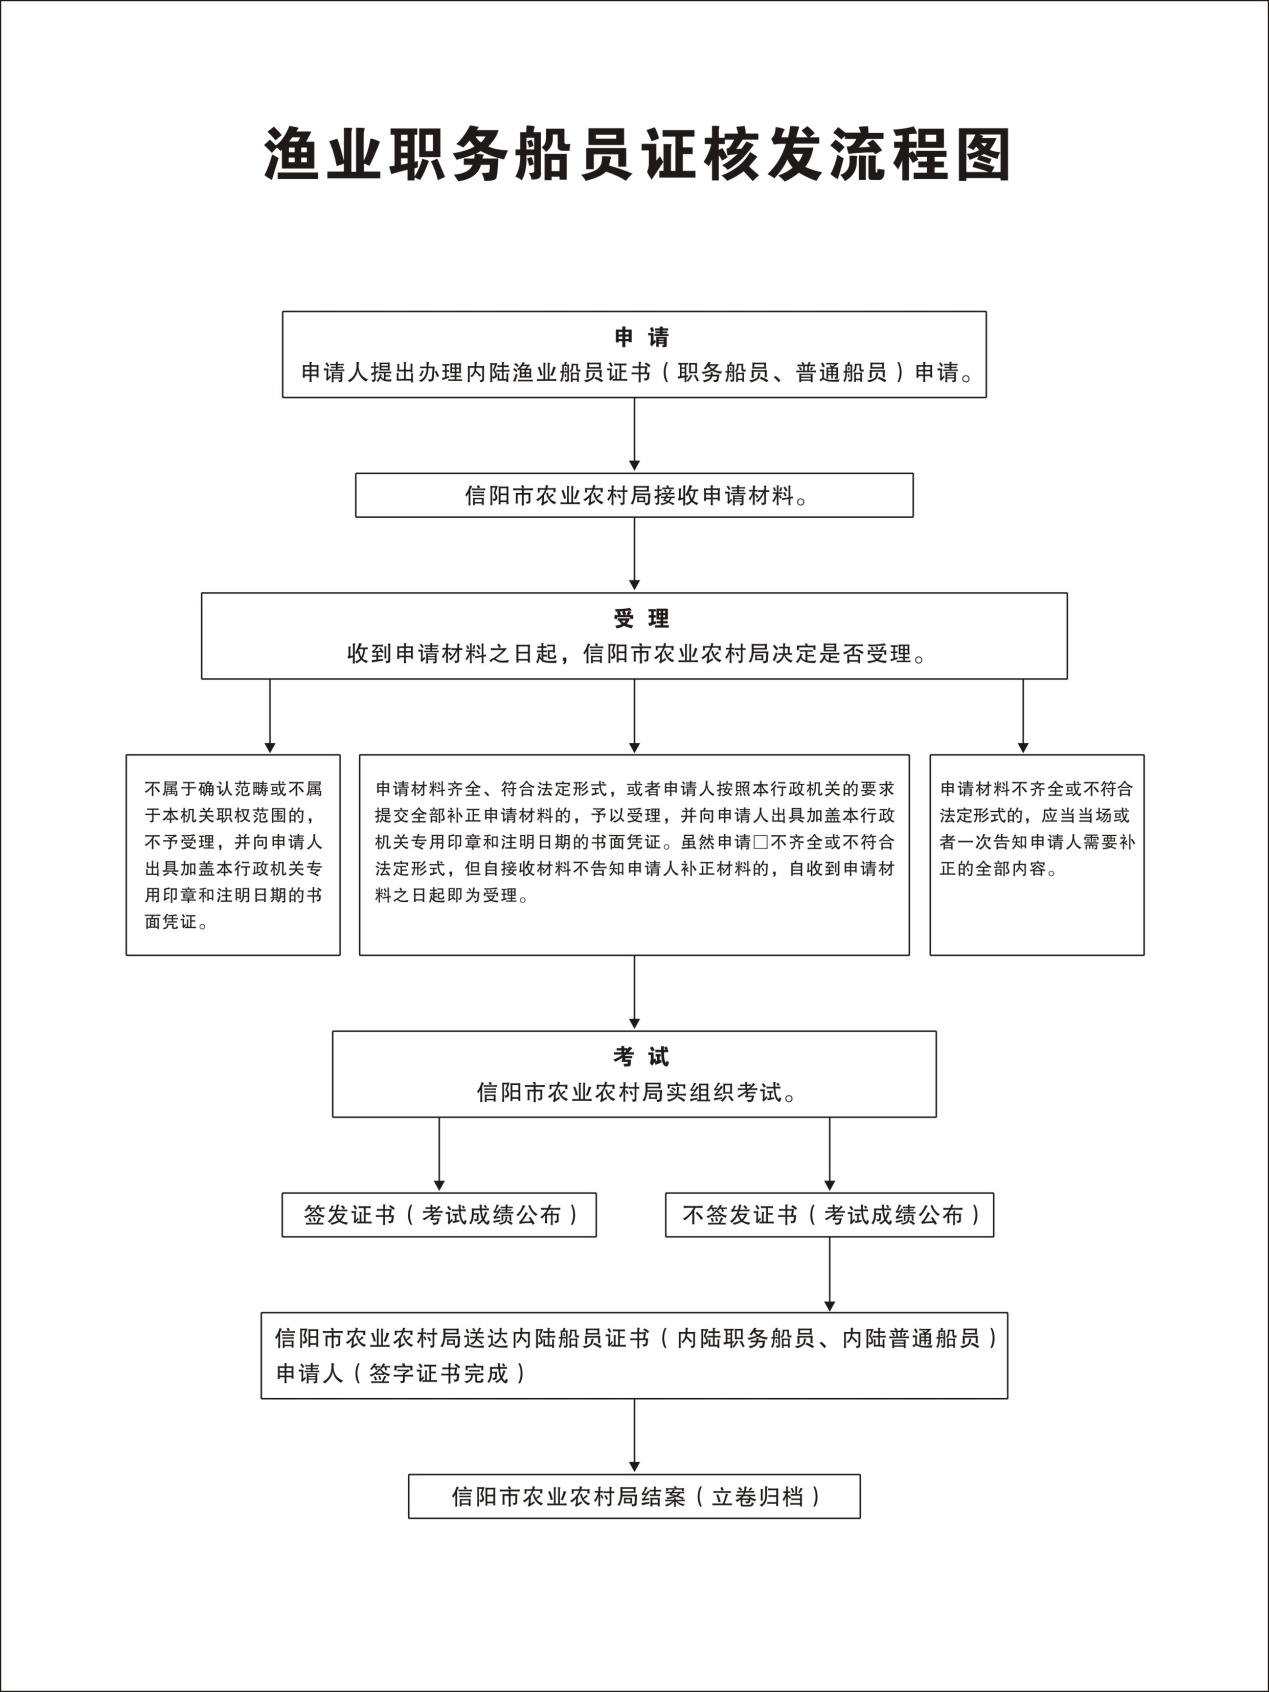 渔业职务船员证核发流程图
申 请
申请人提出办理内陆渔业船员证书（职务船员、普通船员）申请。
信阳市农业农村局接收申请材料。
受 理
收到申请材料之日起，信阳市农业农村局决定是否受理。
不属于确认范畴或不属
于本机关职权范围的，
不予受理，并向申请人
出具加盖本行政机关专
用印章和注明日期的书
面凭证。
申请材料齐全、符合法定形式，或者申请人按照本行政机关的要求
提交全部补正申请材料的，予以受理，并向申请人出具加盖本行政
机关专用印章和注明日期的书面凭证。虽然申请□不齐全或不符合
法定形式，但自接收材料不告知申请人补正材料的，自收到申请材
料之日起即为受理。
申请材料不齐全或不符合
法定形式的，应当当场或
者一次告知申请人需要补
正的全部内容。
考 试
信阳市农业农村局实组织考试。
签发证书（考试成绩公布）
不签发证书（考试成绩公布）
信阳市农业农村局送达内陆船员证书（内陆职务船员、内陆普通船员）
申请人（签字证书完成）
信阳市农业农村局结案（立卷归档）